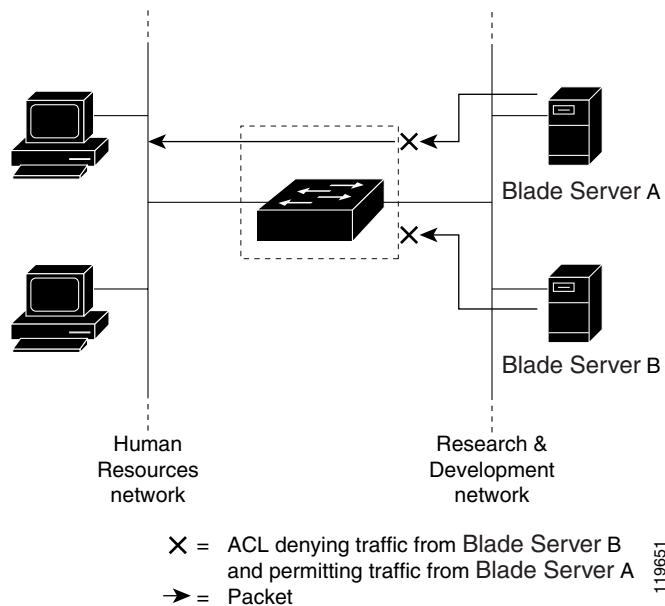 Blade Server A
Blade Server B
Human
Resources
network
Research &
Development
network
X = ACL denying traffic from Blade Server B
and permitting traffic from Blade Server A
→ = Packet
119651